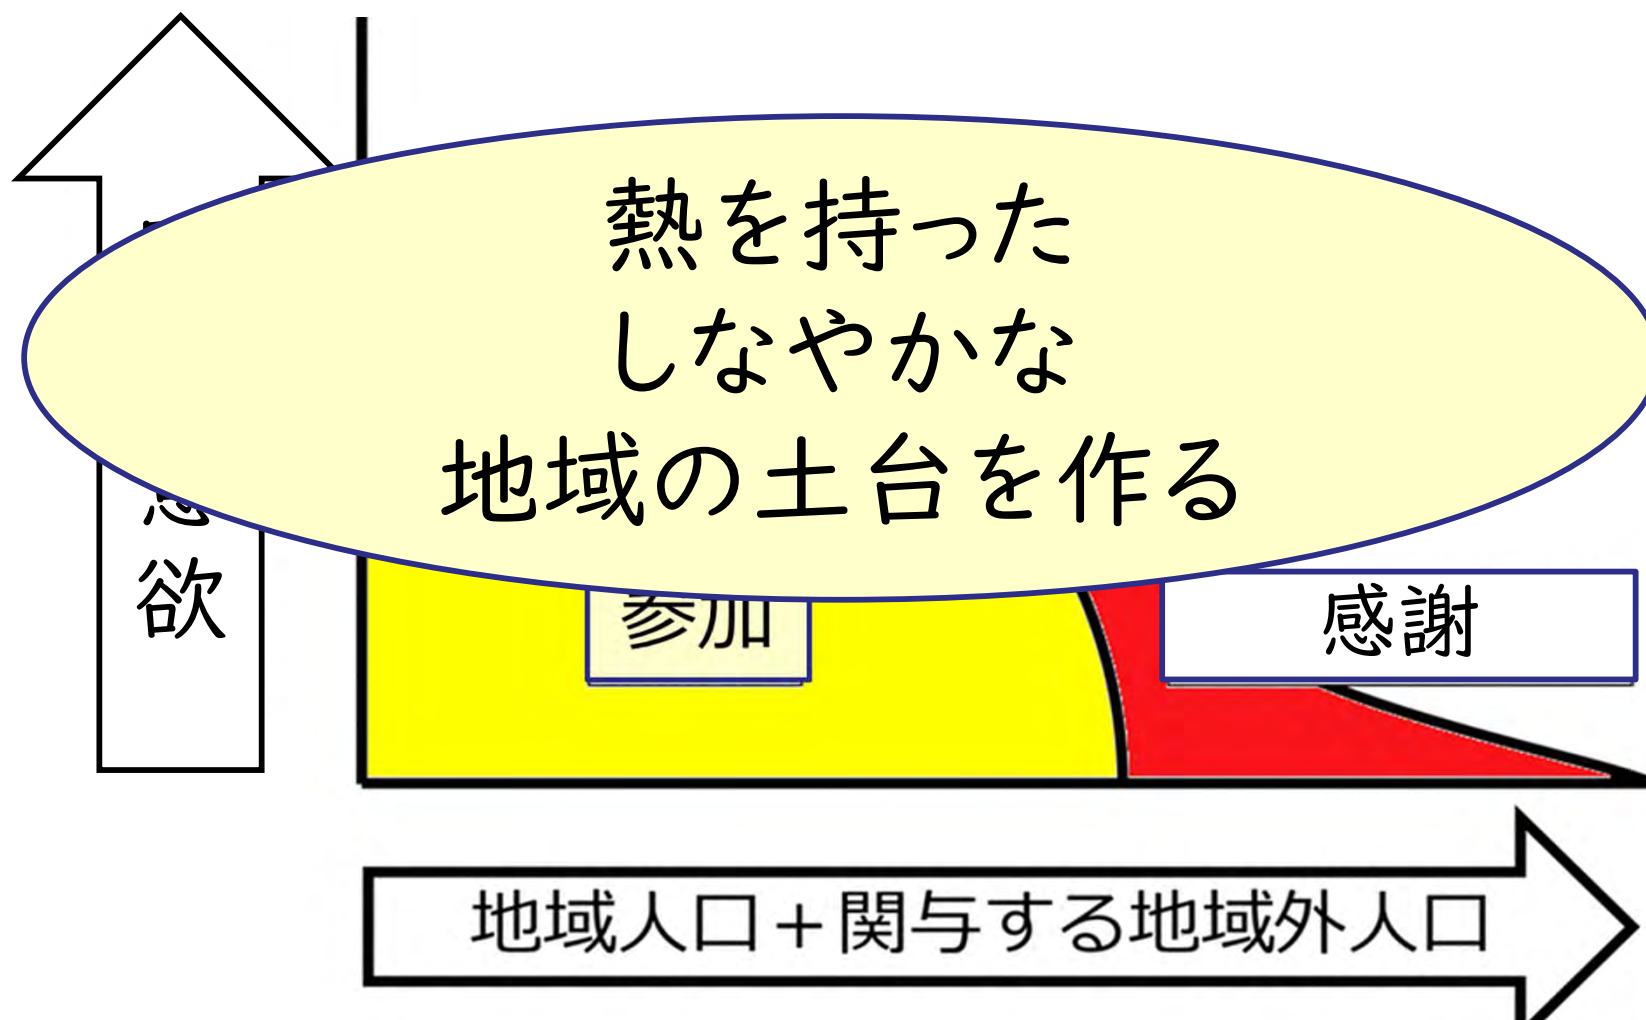 熱を持った
しなやかな
地域の土台を作る
欲
参加
感謝
地域人口＋関与する地域外人口